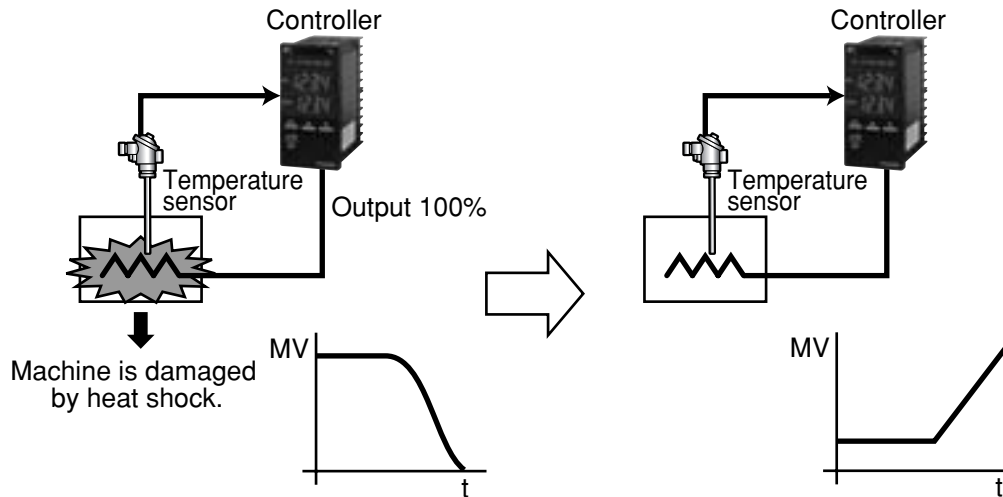 Controller
Temperature
sensor
Output 100%
Machine is damaged
by heat shock.
MV
t
Controller
Temperature
sensor
MV
t